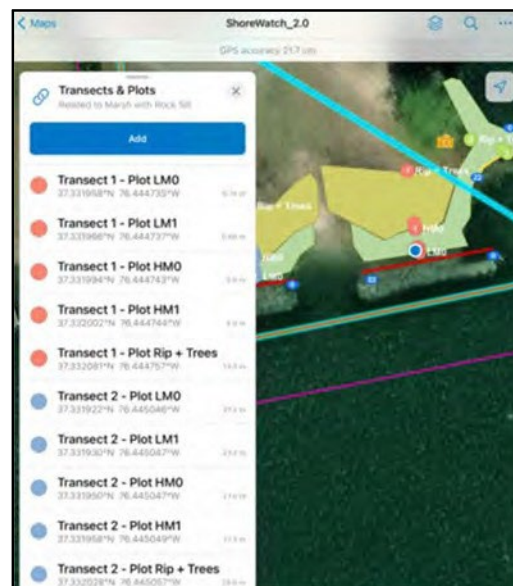 Maps
ShoreWatch_2.0
GPS accuracy 21.7 cm
Transects & Plots
Related to Marsh with Rock Sill
Add
Transect 1 - Plot LM0
37.331958°N 76.444735°W
Transect 1 - Plot LM1
37.331966°N 76.444737°W
Transect 1 - Plot HM0
37.331994°N 76.444743°W
Transect 1 - Plot HM1
37.332002°N 76.444744°W
Transect 1 - Plot Rip + Trees
37.332081°N 76.444757°W
Transect 2 - Plot LM0
37.331922°N 76.445046°W
Transect 2 - Plot LM1
37.331930°N 76.445047°W
Transect 2 - Plot HM0
37.331950°N 76.445047°W
Transect 2 - Plot HM1
37.331958°N 76.445049°W
Transect 2 - Plot Rip + Trees
37.332028°N 76.445057°W
Rip + Trees
Rip + Trees
HM0
LM0